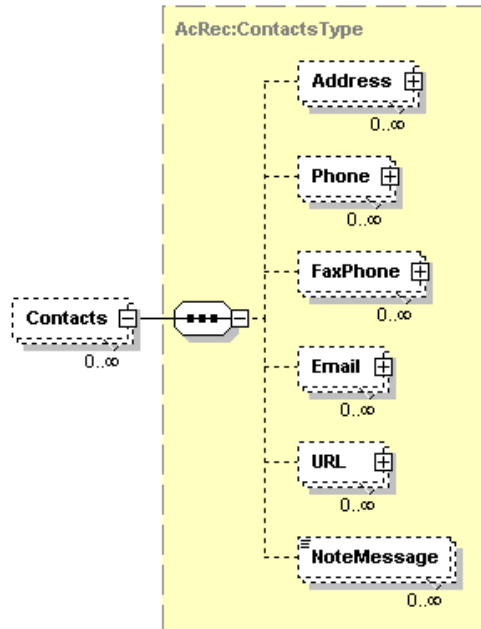 AcRec:ContactsType
Address
0..∞
Phone
0..∞
FaxPhone
0..∞
Contacts
0..∞
Email
0..∞
URL
0..∞
NoteMessage
0..∞